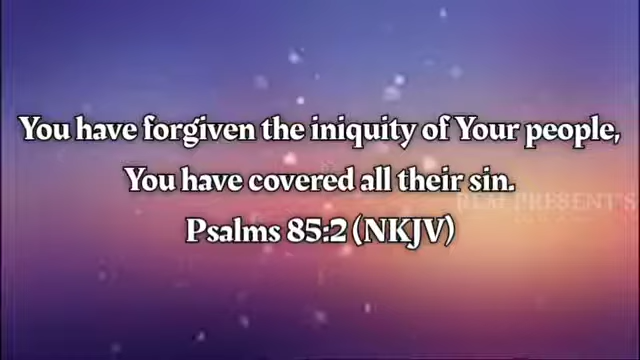 You have forgiven the iniquity of Your people,
You have covered all their sin.
Psalms 85:2 (NKJV)